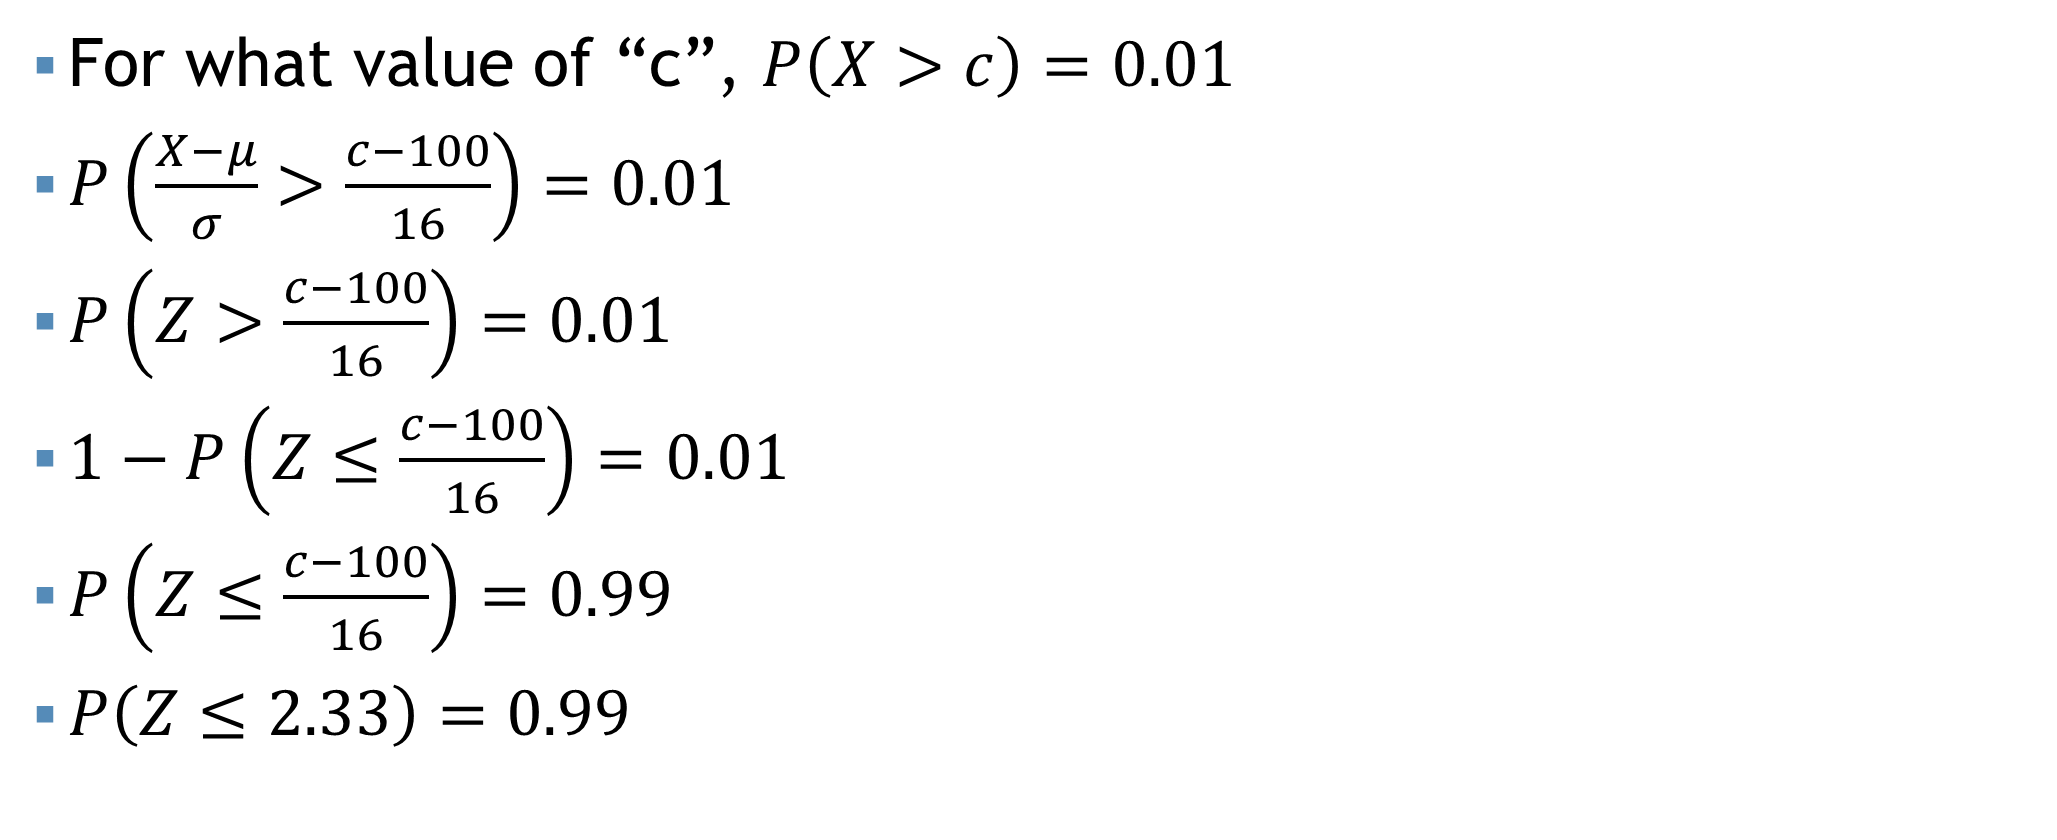 ▪ For what value of “c”, P(X > c) = 0.01
▪ P((X−μ)/σ > (c−100)/16) = 0.01
▪ P(Z > (c−100)/16) = 0.01
▪ 1 − P(Z ≤ (c−100)/16) = 0.01
▪ P(Z ≤ (c−100)/16) = 0.99
▪ P(Z ≤ 2.33) = 0.99